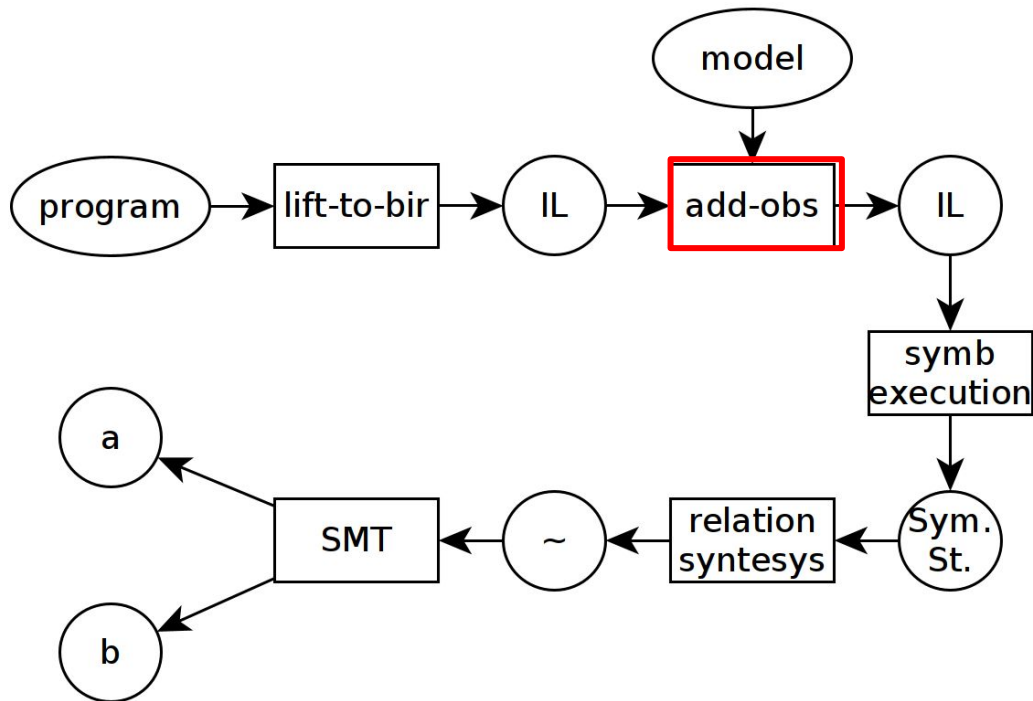 model
program
lift-to-bir
IL
add-obs
IL
symb
execution
a
SMT
~
relation
syntesys
Sym.
St.
b